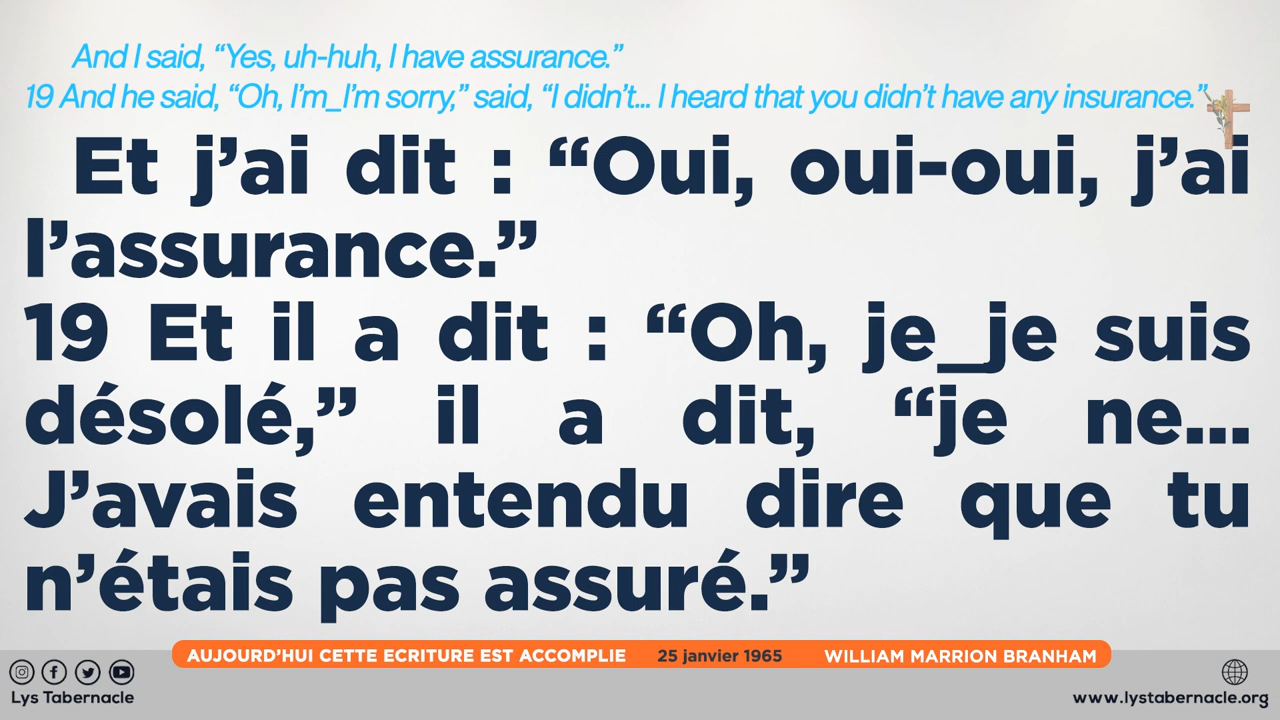 And I said, “Yes, uh-huh, I have assurance.”
19 And he said, “Oh, I’m_I’m sorry,” said, “I didn’t... I heard that you didn’t have any insurance.”
Et j’ai dit : “Oui, oui-oui, j’ai
l’assurance.”
19 Et il a dit : “Oh, je_je suis
désolé,” il a dit, “je ne...
J’avais entendu dire que tu
n’étais pas assuré.”
AUJOURD’HUI CETTE ECRITURE EST ACCOMPLIE 25 janvier 1965 WILLIAM MARRION BRANHAM
Lys Tabernacle
www.lystabernacle.org